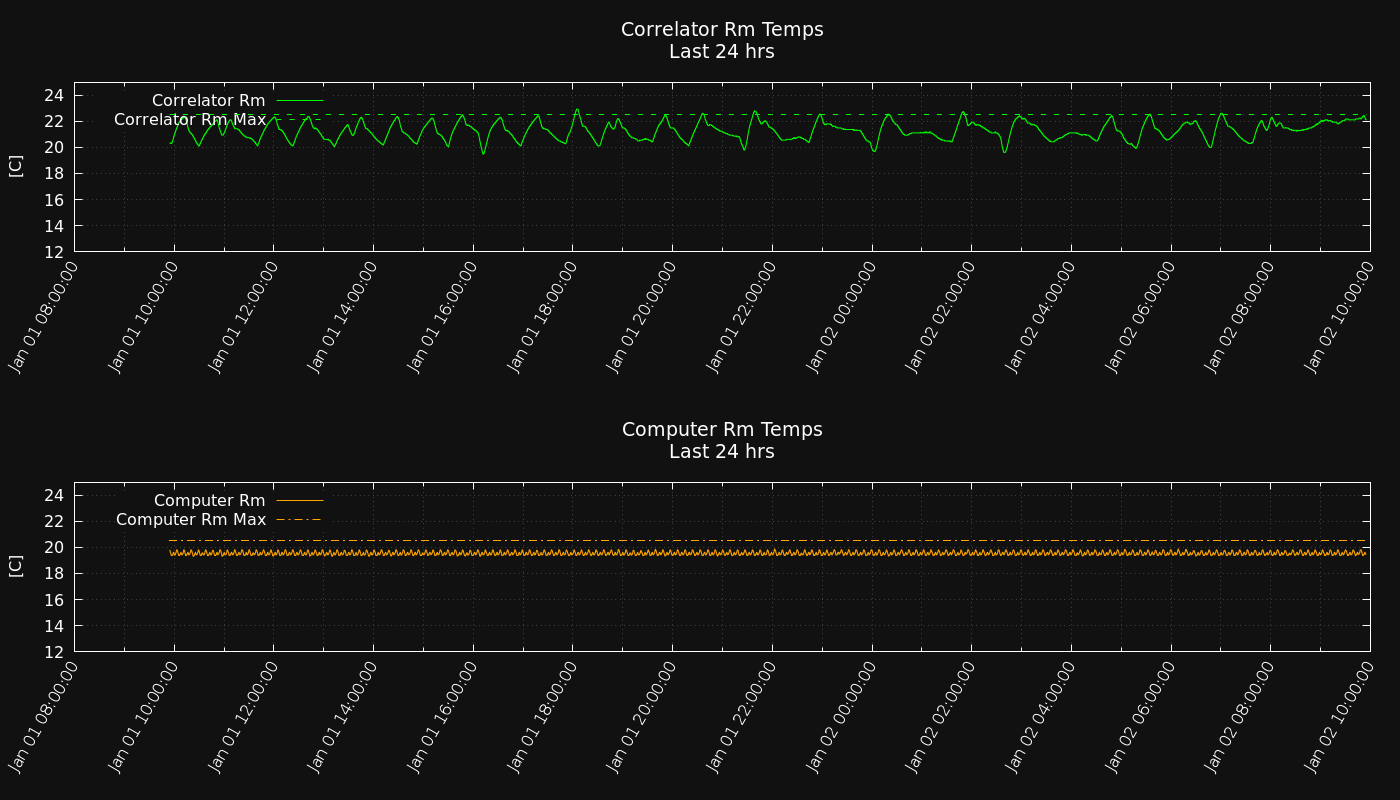 Correlator Rm Temps
Last 24 hrs
Correlator Rm
Correlator Rm Max
[C]
24
22
20
18
16
14
12
Jan 01 08:00:00
Jan 01 10:00:00
Jan 01 12:00:00
Jan 01 14:00:00
Jan 01 16:00:00
Jan 01 18:00:00
Jan 01 20:00:00
Jan 01 22:00:00
Jan 02 00:00:00
Jan 02 02:00:00
Jan 02 04:00:00
Jan 02 06:00:00
Jan 02 08:00:00
Jan 02 10:00:00
Computer Rm Temps
Last 24 hrs
Computer Rm
Computer Rm Max
[C]
24
22
20
18
16
14
12
Jan 01 08:00:00
Jan 01 10:00:00
Jan 01 12:00:00
Jan 01 14:00:00
Jan 01 16:00:00
Jan 01 18:00:00
Jan 01 20:00:00
Jan 01 22:00:00
Jan 02 00:00:00
Jan 02 02:00:00
Jan 02 04:00:00
Jan 02 06:00:00
Jan 02 08:00:00
Jan 02 10:00:00